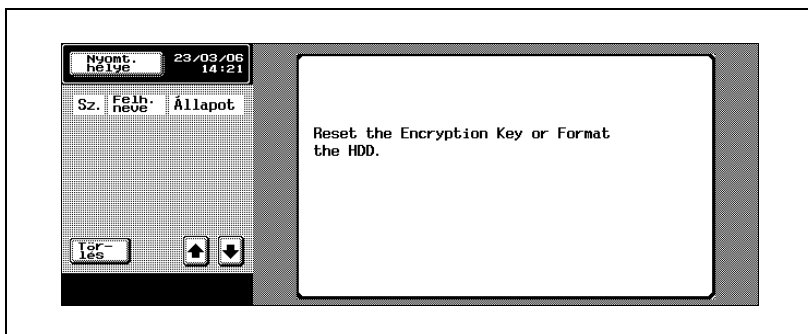 Nyomt.
helye
23/03/06
14:21
Sz.
Felh.
neve
Állapot
Reset the Encryption Key or Format
the HDD.
Tör-
lés